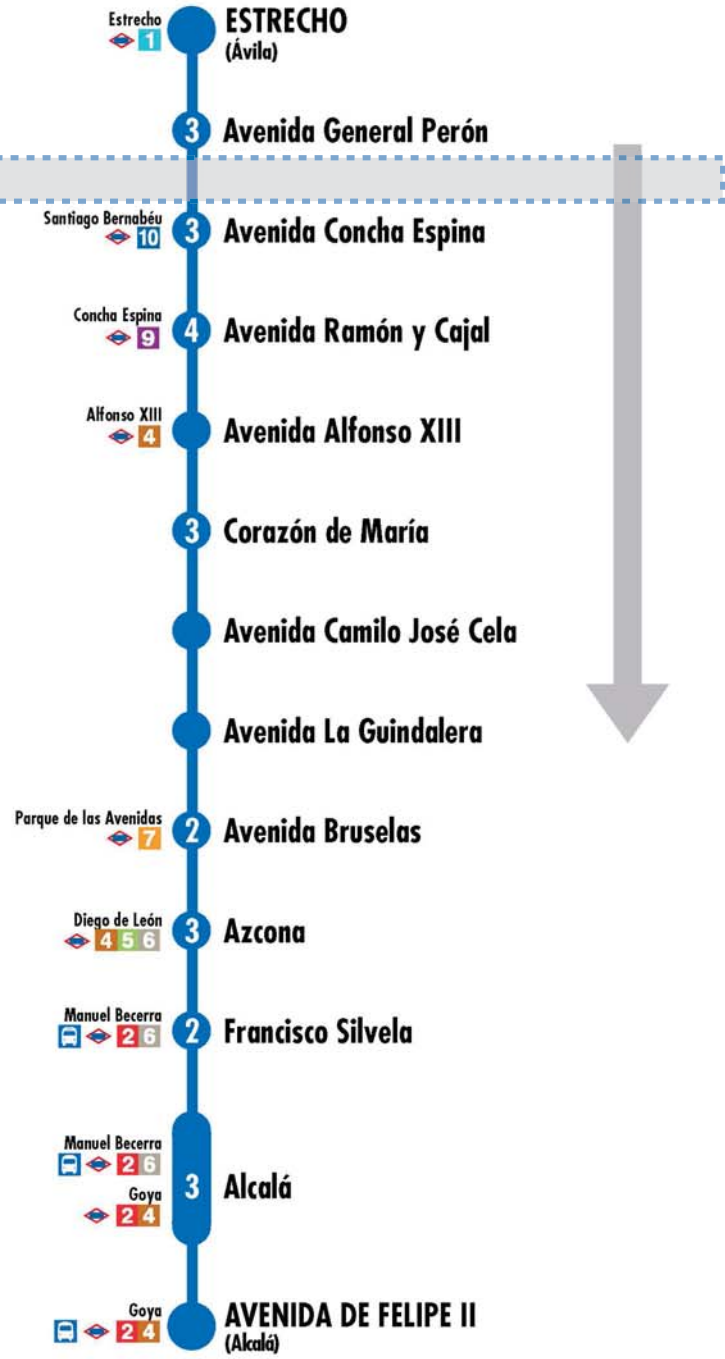 Estrecho
1
ESTRECHO
(Ávila)
3 Avenida General Perón
Santiago Bernabéu
10
3 Avenida Concha Espina
Concha Espina
9
4 Avenida Ramón y Cajal
Alfonso XIII
4
Avenida Alfonso XIII
3 Corazón de María
Avenida Camilo José Cela
Avenida La Guindalera
Parque de las Avenidas
7
2 Avenida Bruselas
Diego de León
4 5 6
3 Azcona
Manuel Becerra
2 6
2 Francisco Silvela
Manuel Becerra
2 6
Goya
2 4
3 Alcalá
Goya
2 4
AVENIDA DE FELIPE II
(Alcalá)